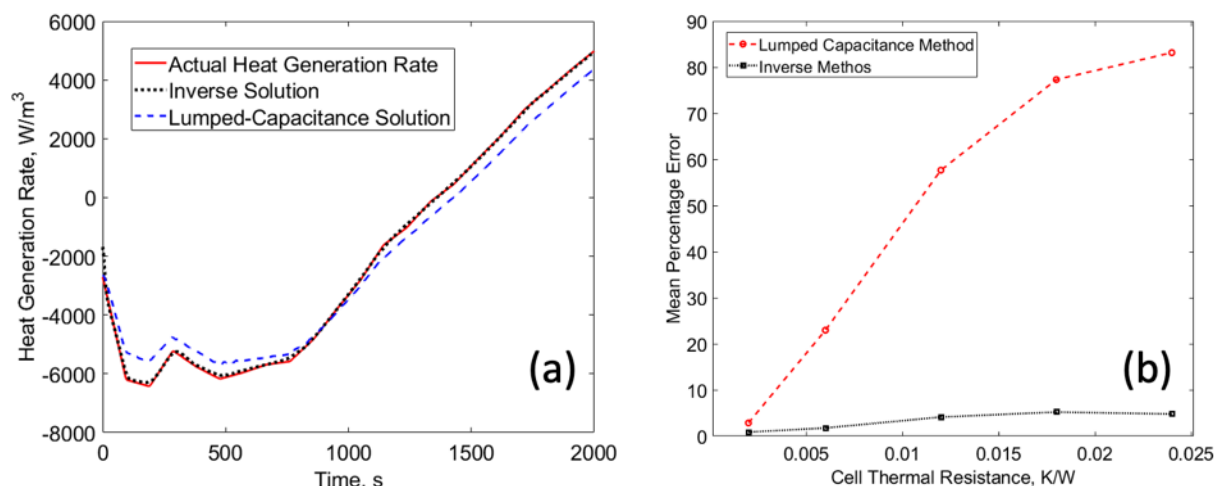 6000
4000
2000
0
-2000
-4000
-6000
-8000
Heat Generation Rate, W/m³
Actual Heat Generation Rate
Inverse Solution
Lumped-Capacitance Solution
(a)
0 500 1000 1500 2000
Time, s
90
80
70
60
50
40
30
20
10
0
Mean Percentage Error
Lumped Capacitance Method
Inverse Methos
(b)
0.005 0.01 0.015 0.02 0.025
Cell Thermal Resistance, K/W